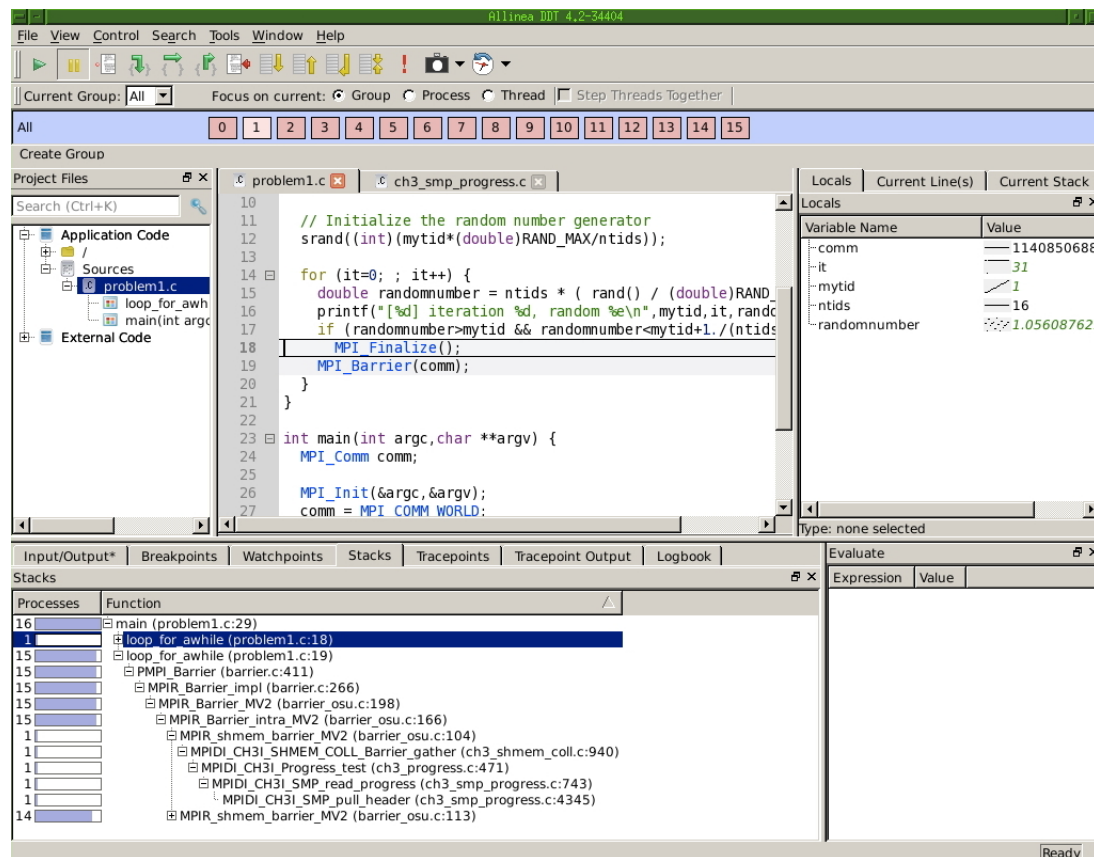 Allinea DDT 4.2-34404
File View Control Search Tools Window Help
Current Group: All Focus on current: Group Process Thread Step Threads Together
All 0 1 2 3 4 5 6 7 8 9 10 11 12 13 14 15
Create Group
Project Files
Search (Ctrl+K)
Application Code
/
Sources
problem1.c
loop_for_awh
main(int argc
External Code
problem1.c ch3_smp_progress.c
10
11 // Initialize the random number generator
12 srand((int)(mytid*(double)RAND_MAX/ntids));
13
14 for (it=0; ; it++) {
15 double randomnumber = ntids * ( rand() / (double)RAND_
16 printf("[%d] iteration %d, random %e\n",mytid,it,rando
17 if (randomnumber>mytid && randomnumber<mytid+1./(ntids
18 MPI_Finalize();
19 MPI_Barrier(comm);
20 }
21 }
22
23 int main(int argc,char **argv) {
24 MPI_Comm comm;
25
26 MPI_Init(&argc,&argv);
27 comm = MPI_COMM_WORLD;
Locals Current Line(s) Current Stack
Locals
Variable Name Value
comm 1140850688
it 31
mytid 1
ntids 16
randomnumber 1.05608762
Type: none selected
Input/Output* Breakpoints Watchpoints Stacks Tracepoints Tracepoint Output Logbook
Stacks
Processes Function
16 main (problem1.c:29)
1 loop_for_awhile (problem1.c:18)
15 loop_for_awhile (problem1.c:19)
15 PMPI_Barrier (barrier.c:411)
15 MPIR_Barrier_impl (barrier.c:266)
15 MPIR_Barrier_MV2 (barrier_osu.c:198)
15 MPIR_Barrier_intra_MV2 (barrier_osu.c:166)
1 MPIR_shmem_barrier_MV2 (barrier_osu.c:104)
1 MPIDI_CH3I_SHMEM_COLL_Barrier_gather (ch3_shmem_coll.c:940)
1 MPIDI_CH3I_Progress_test (ch3_progress.c:471)
1 MPIDI_CH3I_SMP_read_progress (ch3_smp_progress.c:743)
1 MPIDI_CH3I_SMP_pull_header (ch3_smp_progress.c:4345)
14 MPIR_shmem_barrier_MV2 (barrier_osu.c:113)
Evaluate
Expression Value
Ready